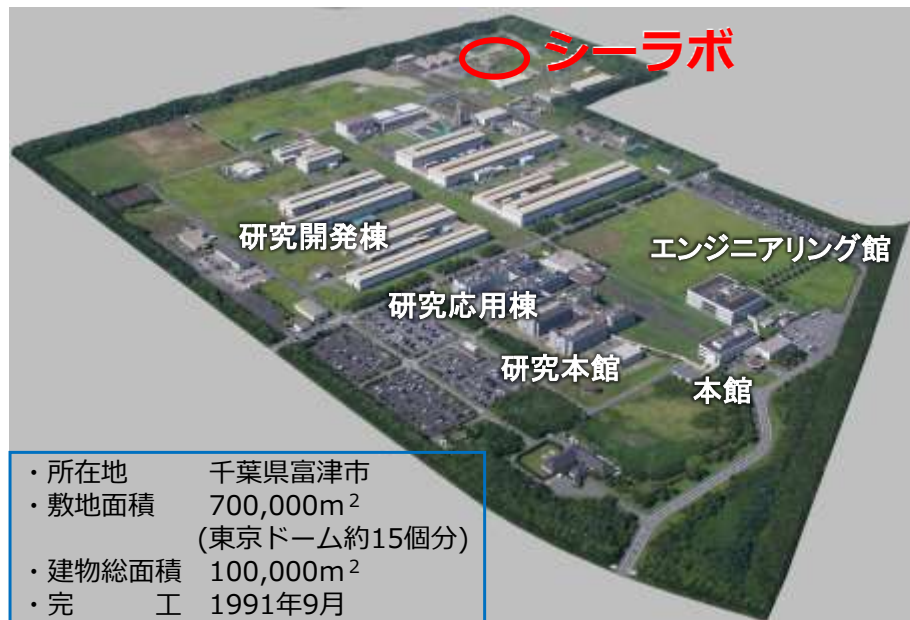 シーラボ
エンジニアリング館
研究開発棟
研究応用棟
研究本館
本館
・所在地 千葉県富津市
・敷地面積 700,000m²
(東京ドーム約15個分)
・建物総面積 100,000m²
・完 工 1991年9月